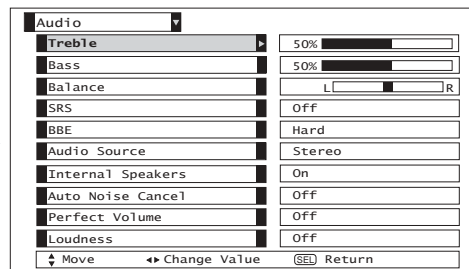 Audio
Treble 50%
Bass 50%
Balance L R
SRS Off
BBE Hard
Audio Source Stereo
Internal Speakers On
Auto Noise Cancel Off
Perfect Volume Off
Loudness Off
Move Change Value SEL Return